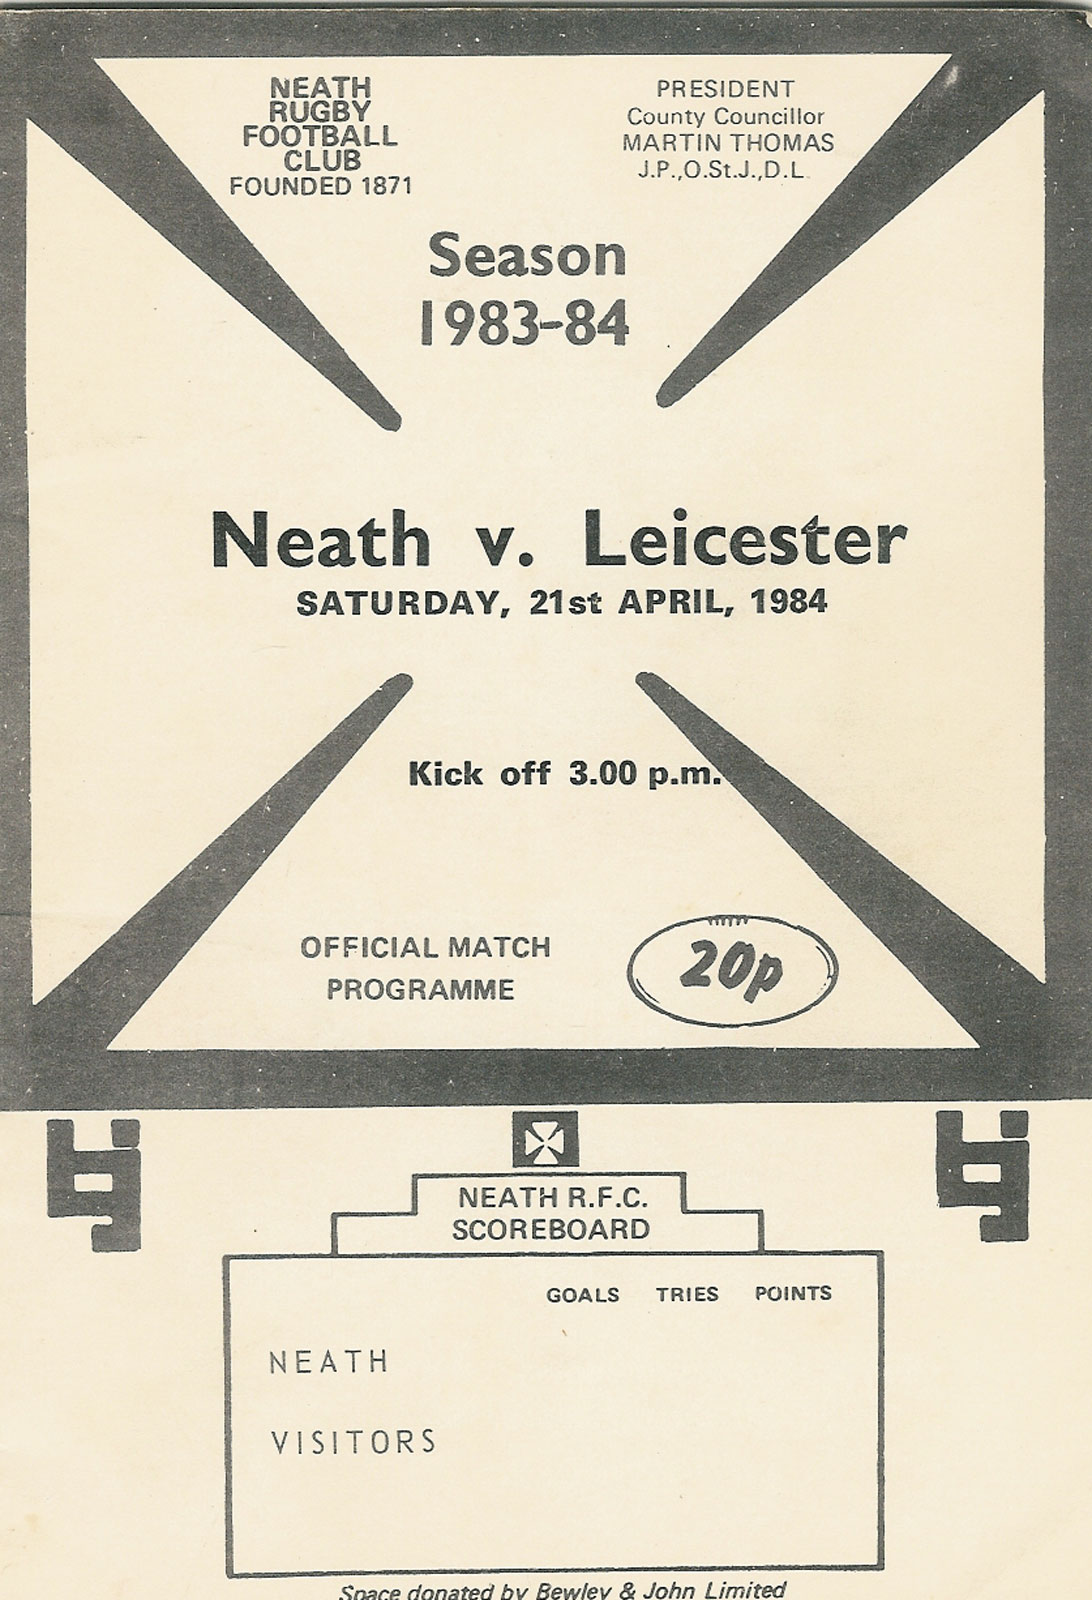 NEATH
RUGBY
FOOTBALL
CLUB
FOUNDED 1871
PRESIDENT
County Councillor
MARTIN THOMAS
J.P.,O.St.J.,D.L.
Season
1983-84
Neath v. Leicester
SATURDAY, 21st APRIL, 1984
Kick off 3.00 p.m.
OFFICIAL MATCH
PROGRAMME
20p
NEATH R.F.C.
SCOREBOARD
GOALS TRIES POINTS
NEATH
VISITORS
Space donated by Bewley & John Limited